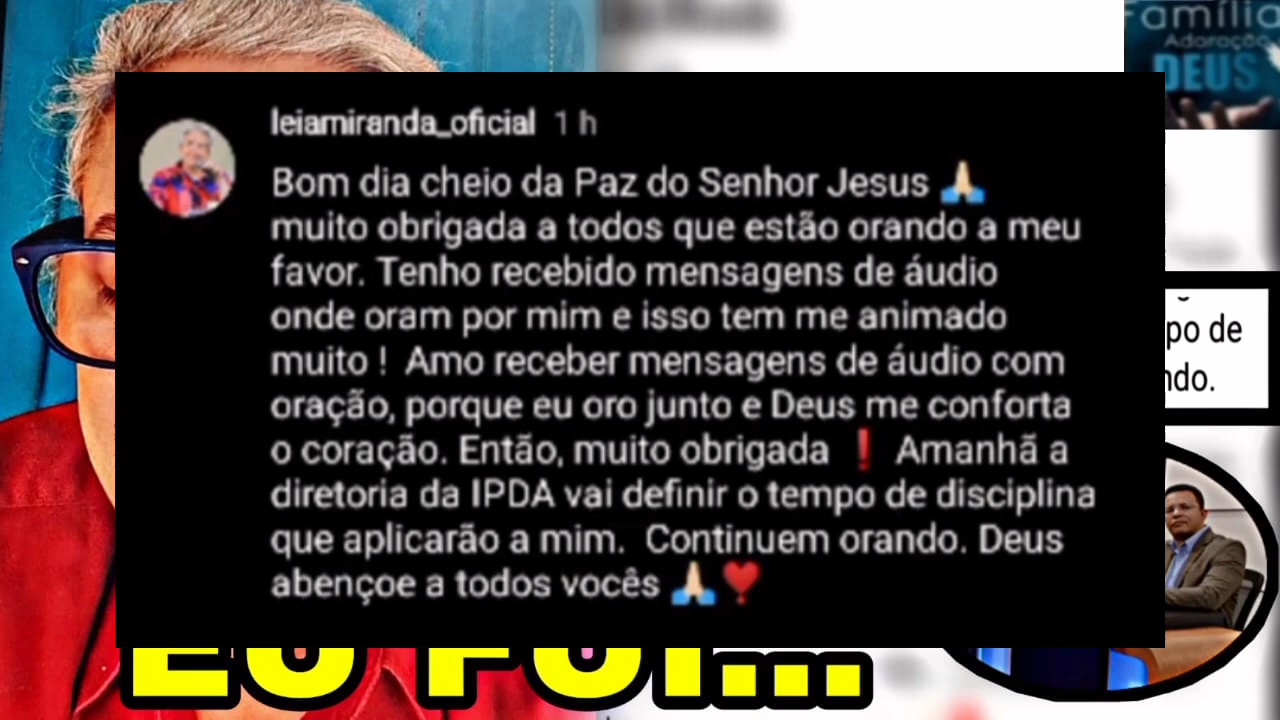 Família
Adoração
DEUS
leiamiranda_oficial 1 h
Bom dia cheio da Paz do Senhor Jesus 🙏🏻
muito obrigada a todos que estão orando a meu
favor. Tenho recebido mensagens de áudio
onde oram por mim e isso tem me animado
muito ! Amo receber mensagens de áudio com
oração, porque eu oro junto e Deus me conforta
o coração. Então, muito obrigada ❗ Amanhã a
diretoria da IPDA vai definir o tempo de disciplina
que aplicarão a mim. Continuem orando. Deus
abençoe a todos vocês 🙏🏻❣️
po de
ndo.
EU FUI...